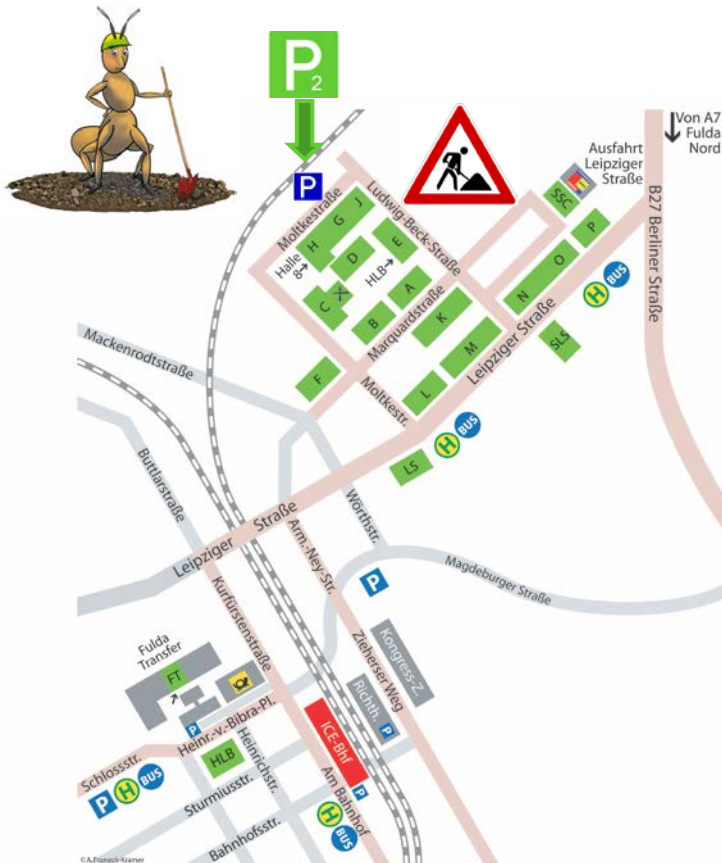 P2
P
Von A7
Fulda
Nord
Ausfahrt
Leipziger
Straße
B27 Berliner Straße
SSC
P
O
N
H BUS
SLS
Moltkestraße
Ludwig-Beck-Straße
J
G
H
Halle
8→
D
E
HLB→
C
A
B
Marquardstraße
K
M
Leipziger Straße
F
L
Moltkestr.
Mackenrodtstraße
H BUS
LS
Buttlarstraße
Leipziger Straße
Wörthstr.
Arm.-Ney-Str.
Magdeburger Straße
P
Kurfürstenstraße
Fulda
Transfer
FT
Ziehersер Weg
Kongress-Z.
Richth.
P
P
Heinr.-v.-Bibra-Pl.
ICE-Bhf
HLB
Schlossstr.
P H BUS
Sturmiusstr.
Heinrichstr.
Bahnhofsstr.
Am Bahnhof
P
H BUS
©A.Froneck-Kramer